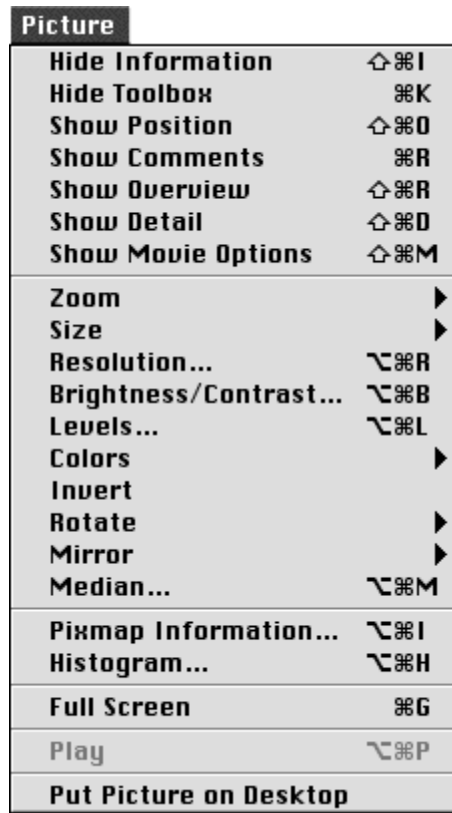 Picture
Hide Information ⇧⌘I
Hide Toolbox ⌘K
Show Position ⇧⌘O
Show Comments ⌘R
Show Overview ⇧⌘R
Show Detail ⇧⌘D
Show Movie Options ⇧⌘M
Zoom
Size
Resolution... ⌥⌘R
Brightness/Contrast... ⌥⌘B
Levels... ⌥⌘L
Colors
Invert
Rotate
Mirror
Median... ⌥⌘M
Pixmap Information... ⌥⌘I
Histogram... ⌥⌘H
Full Screen ⌘G
Play ⌥⌘P
Put Picture on Desktop